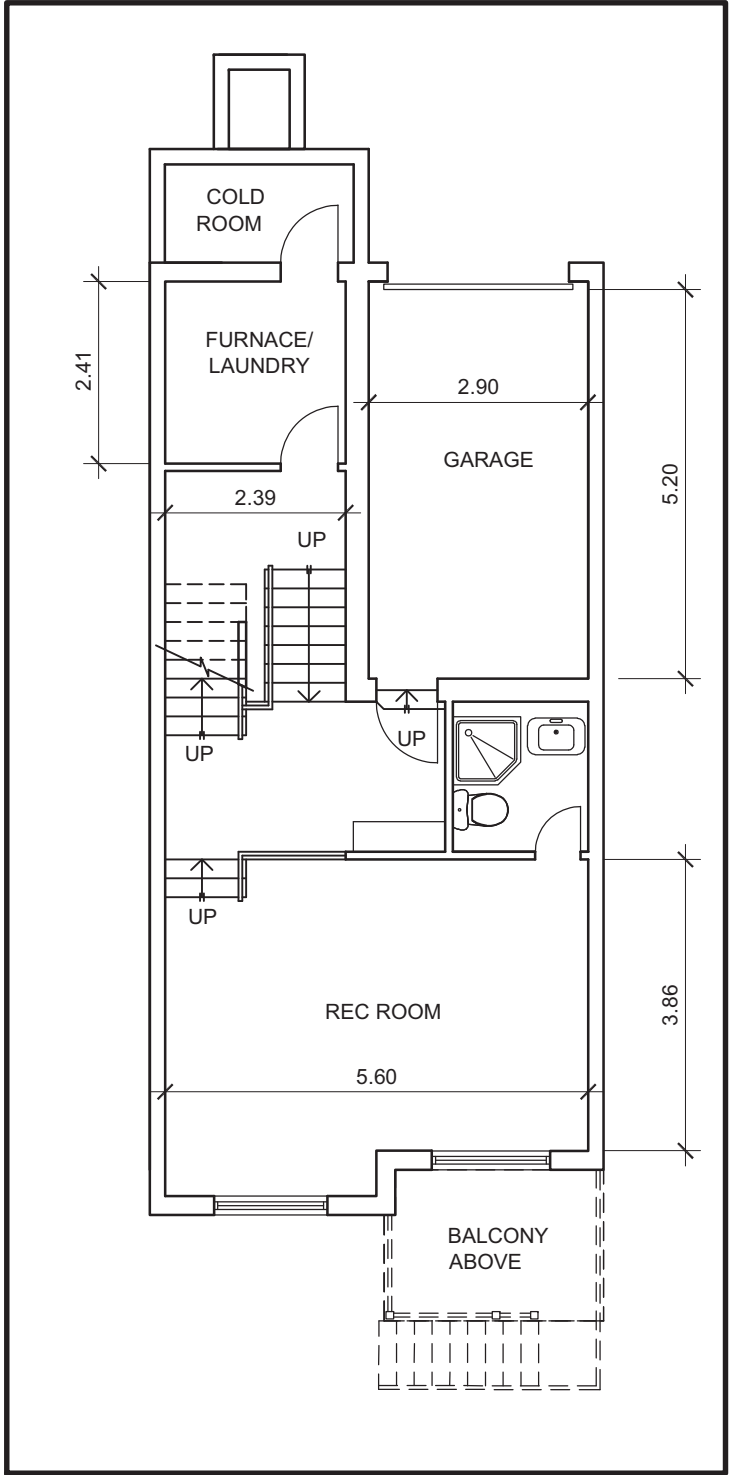 COLD
ROOM
FURNACE/
LAUNDRY
2.41
2.90
GARAGE
5.20
2.39
UP
UP
UP
UP
REC ROOM
3.86
5.60
BALCONY
ABOVE